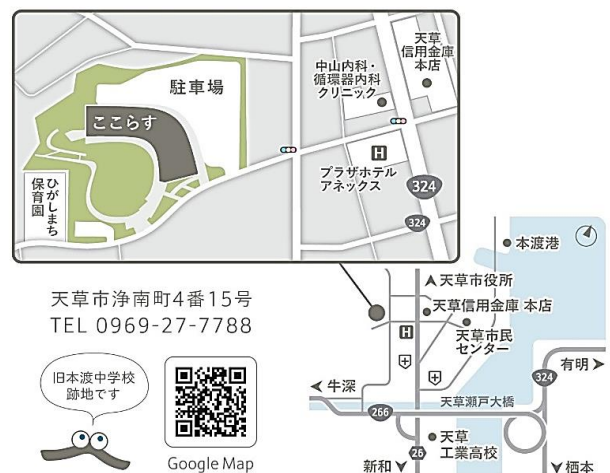 天草
信用金庫
本店
中山内科・
循環器内科
クリニック
駐車場
ここらす
H
プラザホテル
アネックス
324
324
ひがしまち
保育園
天草市浄南町4番15号
TEL 0969-27-7788
旧本渡中学校
跡地です
Google Map
本渡港
天草市役所
天草信用金庫 本店
H
天草市民
センター
有明
324
牛深
天草瀬戸大橋
266
天草
工業高校
26
新和
栖本